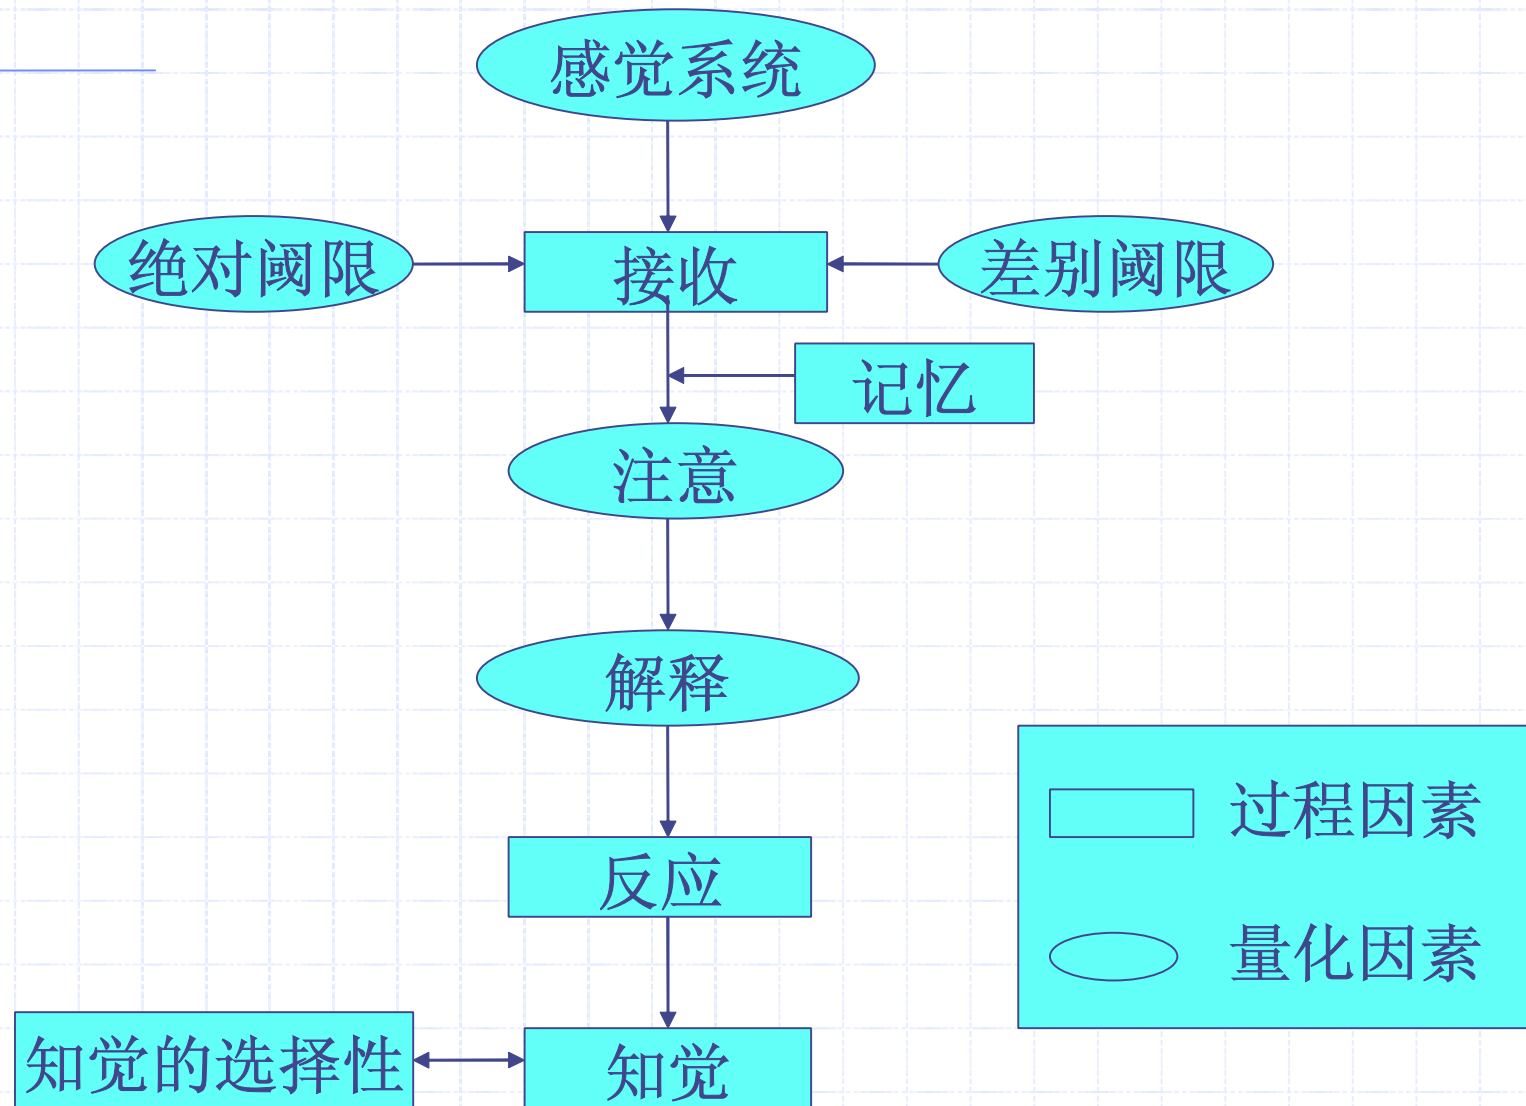 感觉系统
绝对阈限
接收
差别阈限
记忆
注意
解释
过程因素
反应
量化因素
知觉的选择性
知觉